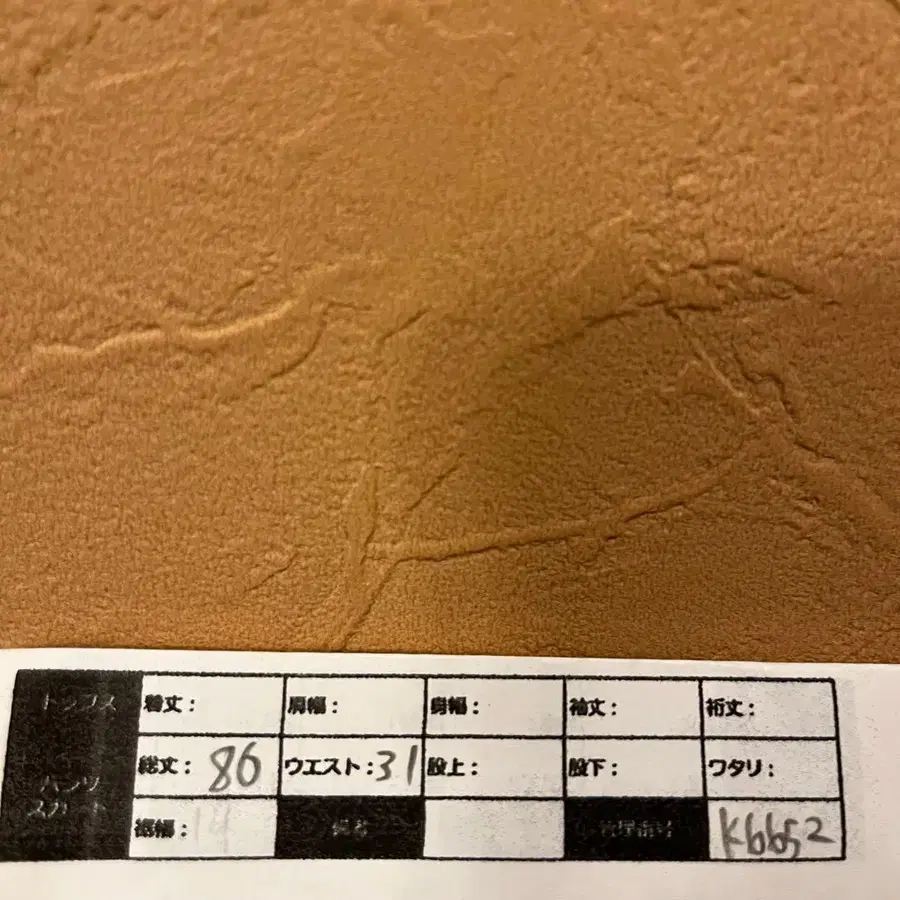 トップス 着丈： 肩幅： 身幅： 袖丈： 裄丈：
パンツ 総丈：86 ウエスト：31 股上： 股下： ワタリ：
スカート 裾幅：14 備考 管理番号 K6652